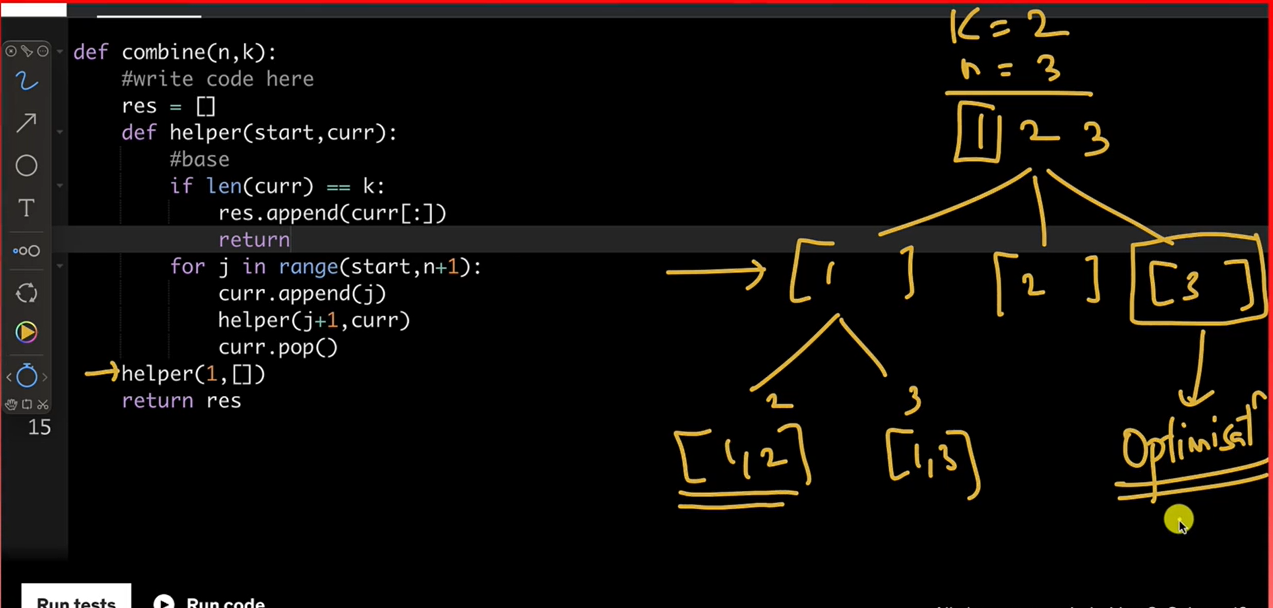 def combine(n,k):
#write code here
res = []
def helper(start,curr):
#base
if len(curr) == k:
res.append(curr[:])
return
for j in range(start,n+1):
curr.append(j)
helper(j+1,curr)
curr.pop()
helper(1,[])
return res
T
15
K = 2
n = 3
1 2 3
[1 ] [2 ] [3 ]
2 3
[1,2] [1,3]
Optimisatn
Run tests
Run code